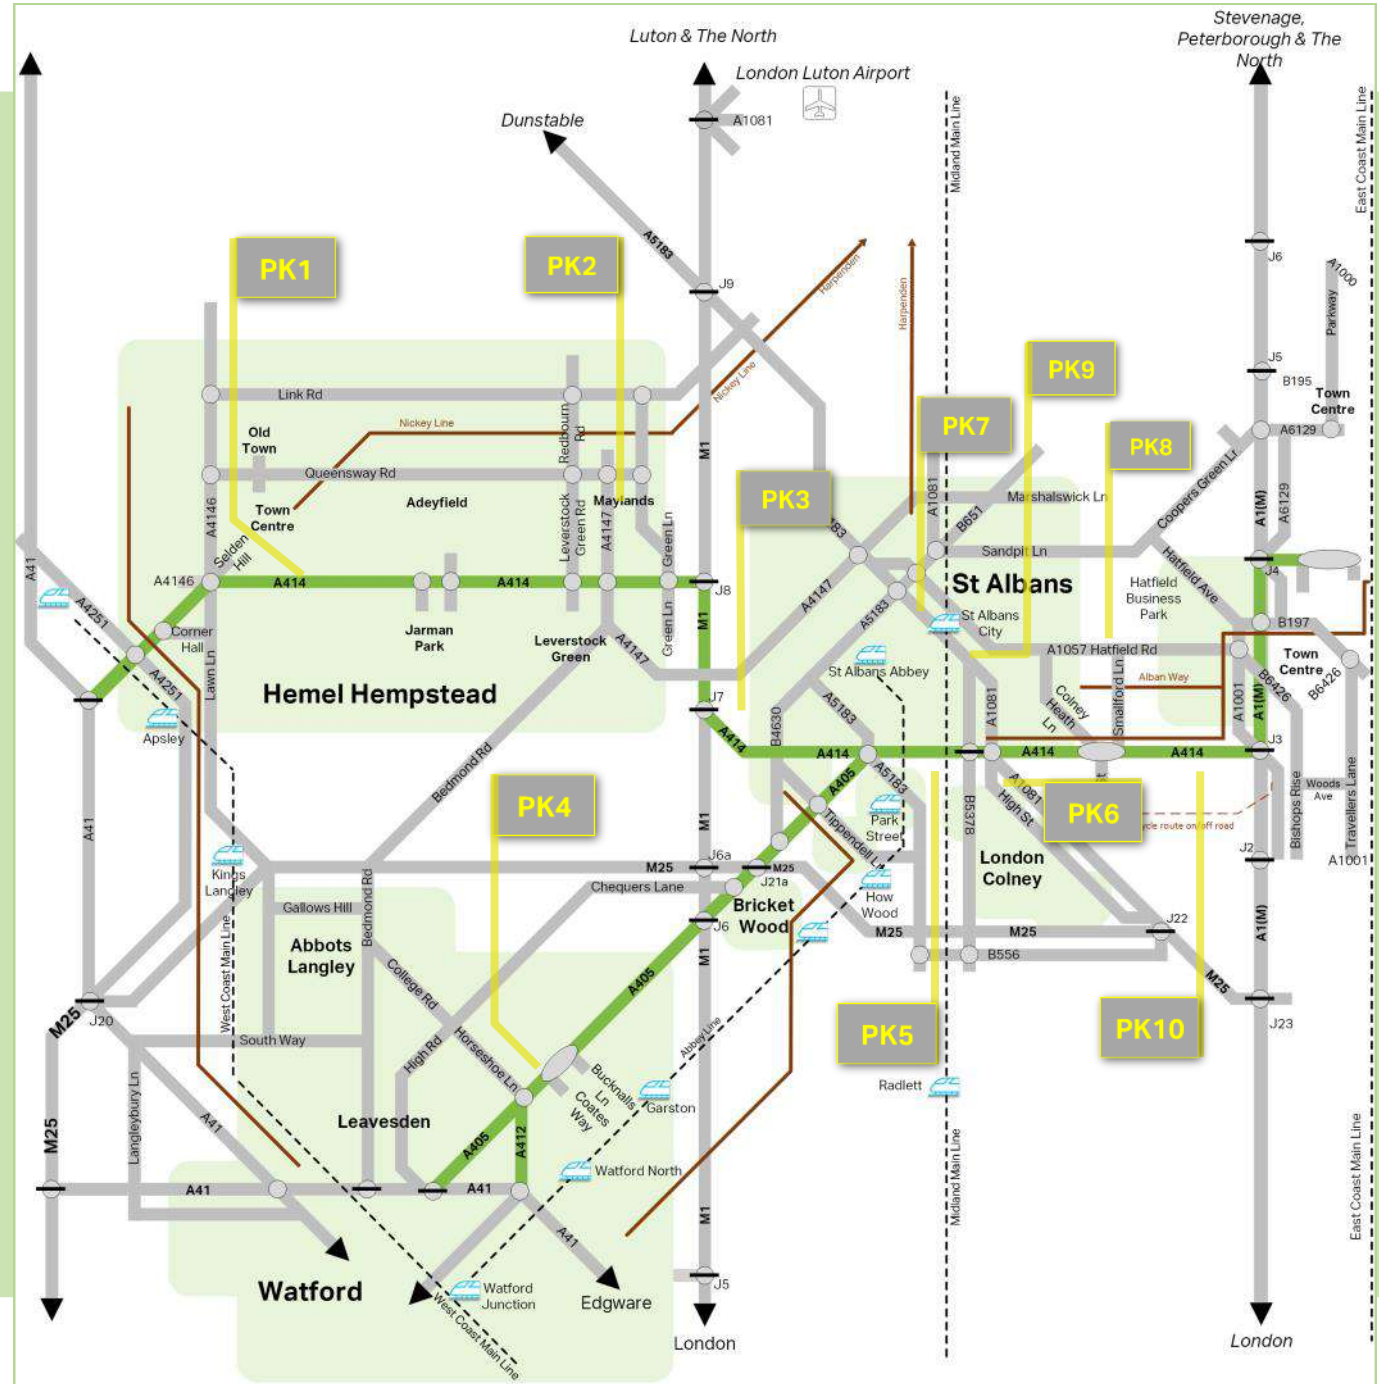 Stevenage,
Peterborough & The
North
Luton & The North
London Luton Airport
Dunstable
A1081
Midland Main Line
East Coast Main Line
A5183
J9
J6
A1000
Parkway
Harpenden
Harpenden
PK1
PK2
PK9
PK7
PK8
PK3
J5
B195
Town
Centre
A6129
Link Rd
Nickey Line
Nickey Line
Old
Town
Redbourn
Rd
M1
Queensway Rd
Adeyfield
Maylands
Town
Centre
A4146
Leverstock
Green Rd
A4147
Green Ln
A1081
B651
Marshalswick Ln
Coopers Green Ln
A1(M)
A6129
Sandpit Ln
Selden
Hill
A4146
A414
A414
J8
183
A4147
A5183
St Albans
Hatfield Ave
Hatfield
Business
Park
J4
A41
A4251
Corner
Hall
Jarman
Park
Leverstock
Green
A4147
Green Ln
M1
St Albans
City
St Albans Abbey
A1057 Hatfield Rd
B197
Town
Centre
B6426
B6426
A4251
Lawn Ln
Hemel Hempstead
J7
A414
B4630
A5183
A1081
Colney
Heath
Ln
Smallford Ln
Alban Way
A1001
A1(M)
Apsley
Bedmond Rd
A414
A414
A414
J3
A405
A5183
A1081
High St
st
Woods
Ave
Bishops Rise
Travellers Lane
PK4
PK6
A41
M1
Tippendell Ln
Park
Street
B5378
ycle route on/off road
London
Colney
J2
A1001
Kings
Langley
J6a
M25
M25
J21a
Chequers Lane
Bricket
Wood
How
Wood
Gallows Hill
Bedmond Rd
Abbots
Langley
West Coast Main Line
J6
M25
M25
J22
A1(M)
B556
College Rd
M1
A405
M25
J20
M25
J23
South Way
High Rd
Horseshoe Ln
Abbey Line
PK5
PK10
Bucknalls
Ln
Coates
Way
Garston
Radlett
Langleybury Ln
A41
Leavesden
A405
A412
M25
Watford North
Midland Main Line
East Coast Main Line
A41
A41
M1
A41
Watford
Watford
Junction
Edgware
J5
West Coast Main Line
London
London